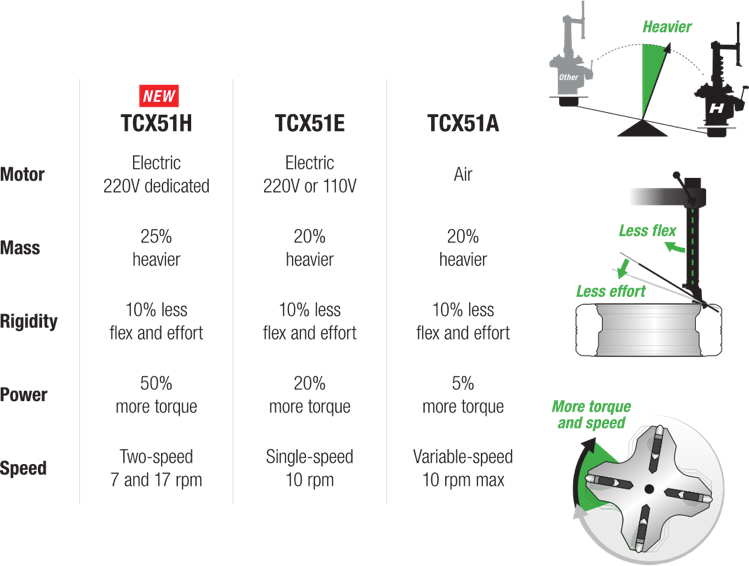 Heavier
Other
H
NEW
TCX51H TCX51E TCX51A
Motor
Electric
220V dedicated
Electric
220V or 110V
Air
Mass
25%
heavier
20%
heavier
20%
heavier
Less flex
Less effort
Rigidity
10% less
flex and effort
10% less
flex and effort
10% less
flex and effort
Power
50%
more torque
20%
more torque
5%
more torque
More torque
and speed
Speed
Two-speed
7 and 17 rpm
Single-speed
10 rpm
Variable-speed
10 rpm max